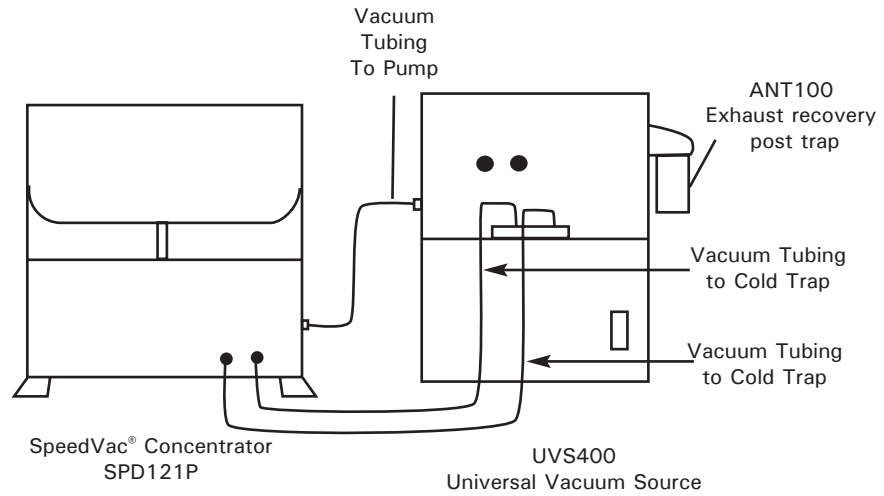 Vacuum
Tubing
To Pump
ANT100
Exhaust recovery
post trap
Vacuum Tubing
to Cold Trap
Vacuum Tubing
to Cold Trap
SpeedVac® Concentrator
SPD121P
UVS400
Universal Vacuum Source